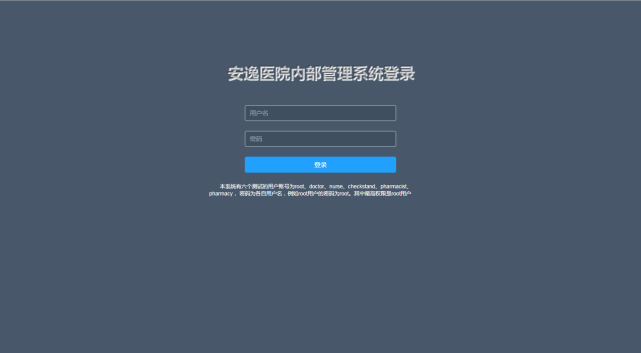 安逸医院内部管理系统登录
用户名
密码
登录
本系统有六个测试的用户账号为root、doctor、nurse、checkstand、pharmacist、
pharmacy，密码为各自用户名，例如root用户的密码为root。其中最高权限是root用户